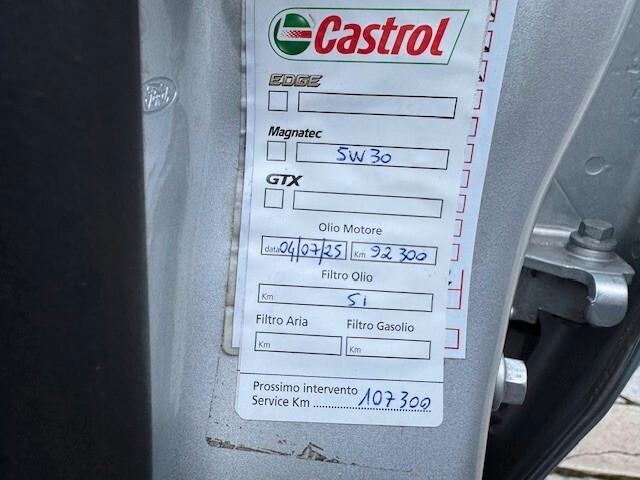 Castrol
Ford
EDGE
Magnatec
5W30
GTX
Olio Motore
data 04/07/25 Km 92300
Filtro Olio
Km Si
Filtro Aria Filtro Gasolio
Km Km
Prossimo intervento
Service Km .................. 107300